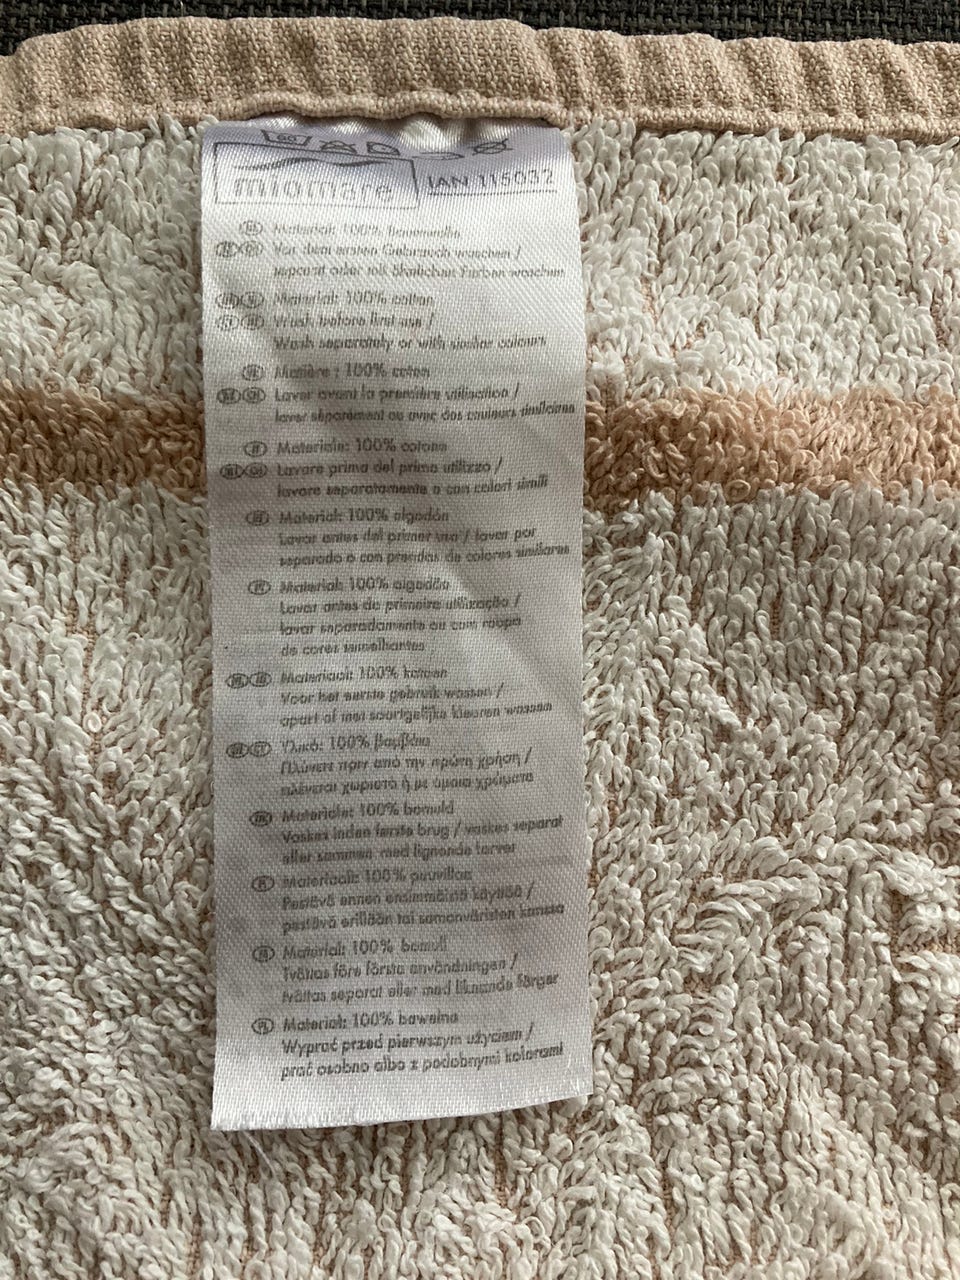 60
miomare IAN 115032
Material: 100% Baumwolle
Vor dem ersten Gebrauch waschen /
separat oder mit ähnlichen Farben waschen
Material: 100% cotton
Wash before first use /
Wash separately or with similar colours
Matière : 100% coton
Laver avant la première utilisation /
laver séparément ou avec des couleurs similaires
Materiale: 100% cotone
Lavare prima del primo utilizzo /
lavare separatamente o con colori simili
Material: 100% algodón
Lavar antes del primer uso / lavar por
separado o con prendas de colores similares
Material: 100% algodão
Lavar antes da primeira utilização /
lavar separadamente ou com roupa
de cores semelhantes
Materiaal: 100% katoen
Voor het eerste gebruik wassen /
apart of met soortgelijke kleuren wassen
Υλικό: 100% βαμβάκι
Πλύνετε πριν από την πρώτη χρήση /
πλένεται χωριστά ή με όμοια χρώματα
Materiale: 100% bomuld
Vaskes inden første brug / vaskes separat
eller sammen med lignende farver
Materiaali: 100% puuvillaa
Pestävä ennen ensimmäistä käyttöä /
pestävä erillään tai samanväristen kanssa
Material: 100% bomull
Tvättas före första användningen /
tvättas separat eller med liknande färger
Materiał: 100% bawełna
Wyprać przed pierwszym użyciem /
prać osobno albo z podobnymi kolorami